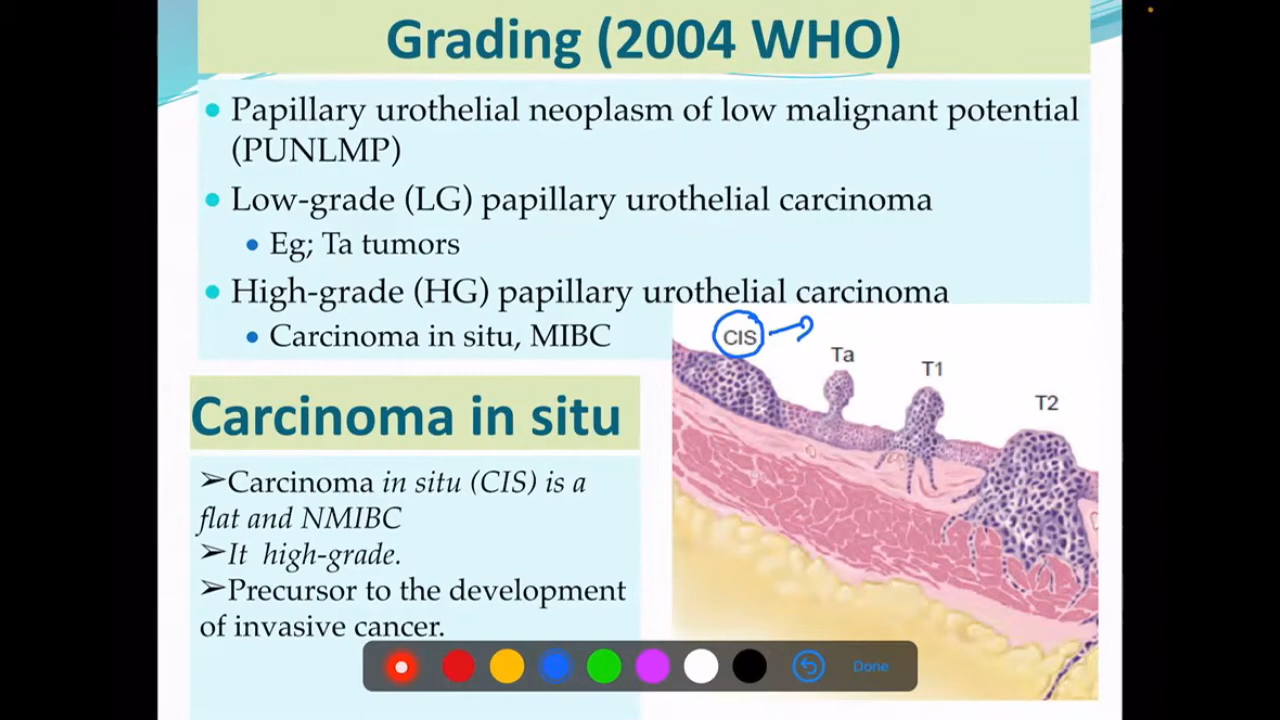 Grading (2004 WHO)
• Papillary urothelial neoplasm of low malignant potential
(PUNLMP)
• Low-grade (LG) papillary urothelial carcinoma
• Eg; Ta tumors
• High-grade (HG) papillary urothelial carcinoma
• Carcinoma in situ, MIBC
CIS
Ta
T1
T2
Carcinoma in situ
➢Carcinoma in situ (CIS) is a
flat and NMIBC
➢It high-grade.
➢Precursor to the development
of invasive cancer.
Done